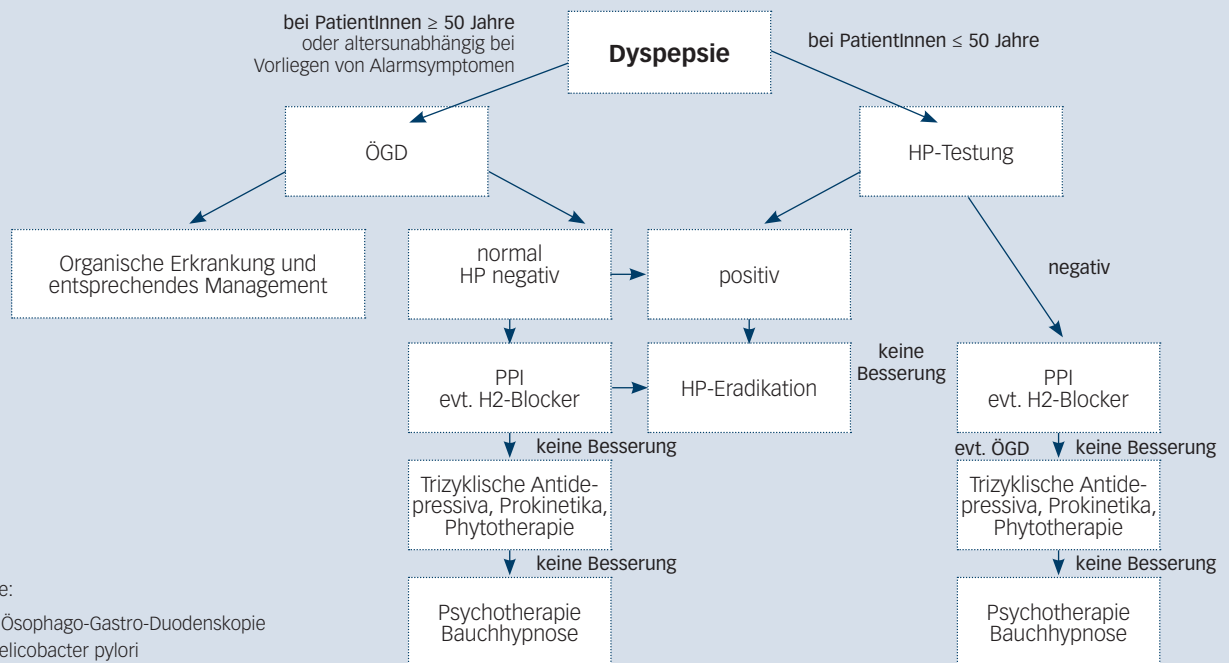 bei PatientInnen ≥ 50 Jahre
oder altersunabhängig bei
Vorliegen von Alarmsymptomen
Dyspepsie
bei PatientInnen ≤ 50 Jahre
ÖGD
HP-Testung
Organische Erkrankung und
entsprechendes Management
normal
HP negativ
positiv
negativ
PPI
evt. H2-Blocker
HP-Eradikation
keine
Besserung
PPI
evt. H2-Blocker
keine Besserung
evt. ÖGD
keine Besserung
Trizyklische Antide-
pressiva, Prokinetika,
Phytotherapie
Trizyklische Antide-
pressiva, Prokinetika,
Phytotherapie
keine Besserung
keine Besserung
Psychotherapie
Bauchhypnose
Psychotherapie
Bauchhypnose
e:
Ösophago-Gastro-Duodenskopie
elicobacter pylori